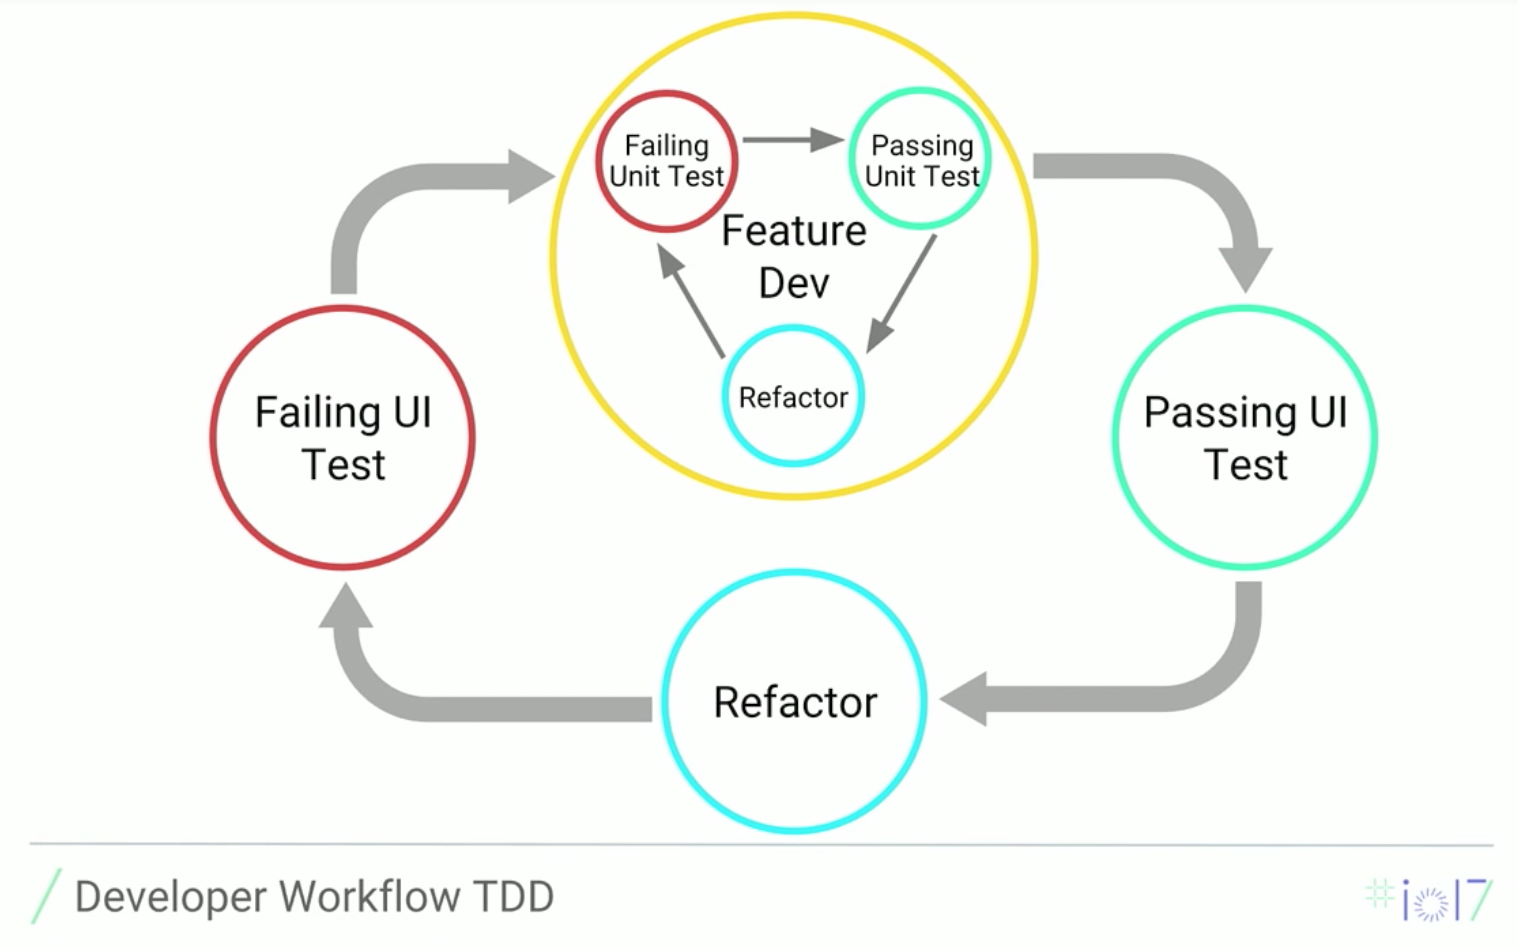 Failing
Unit Test
Passing
Unit Test
Feature
Dev
Refactor
Failing UI
Test
Passing UI
Test
Refactor
/ Developer Workflow TDD
#io17